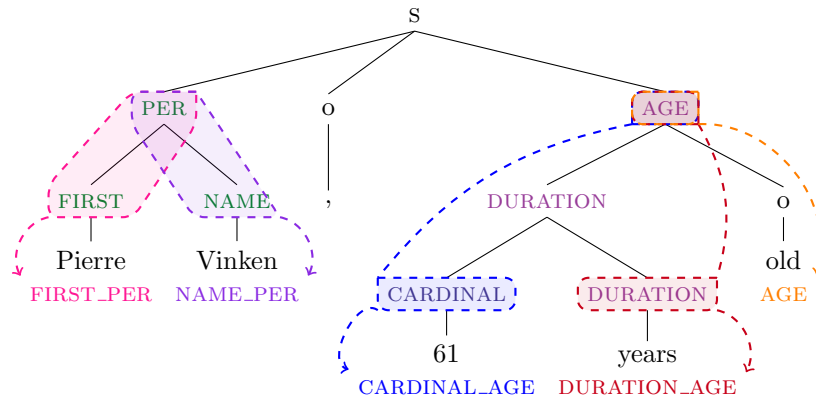 S
PER O AGE
FIRST NAME , DURATION O
Pierre Vinken CARDINAL DURATION old
FIRST_PER NAME_PER AGE
61 years
CARDINAL_AGE DURATION_AGE